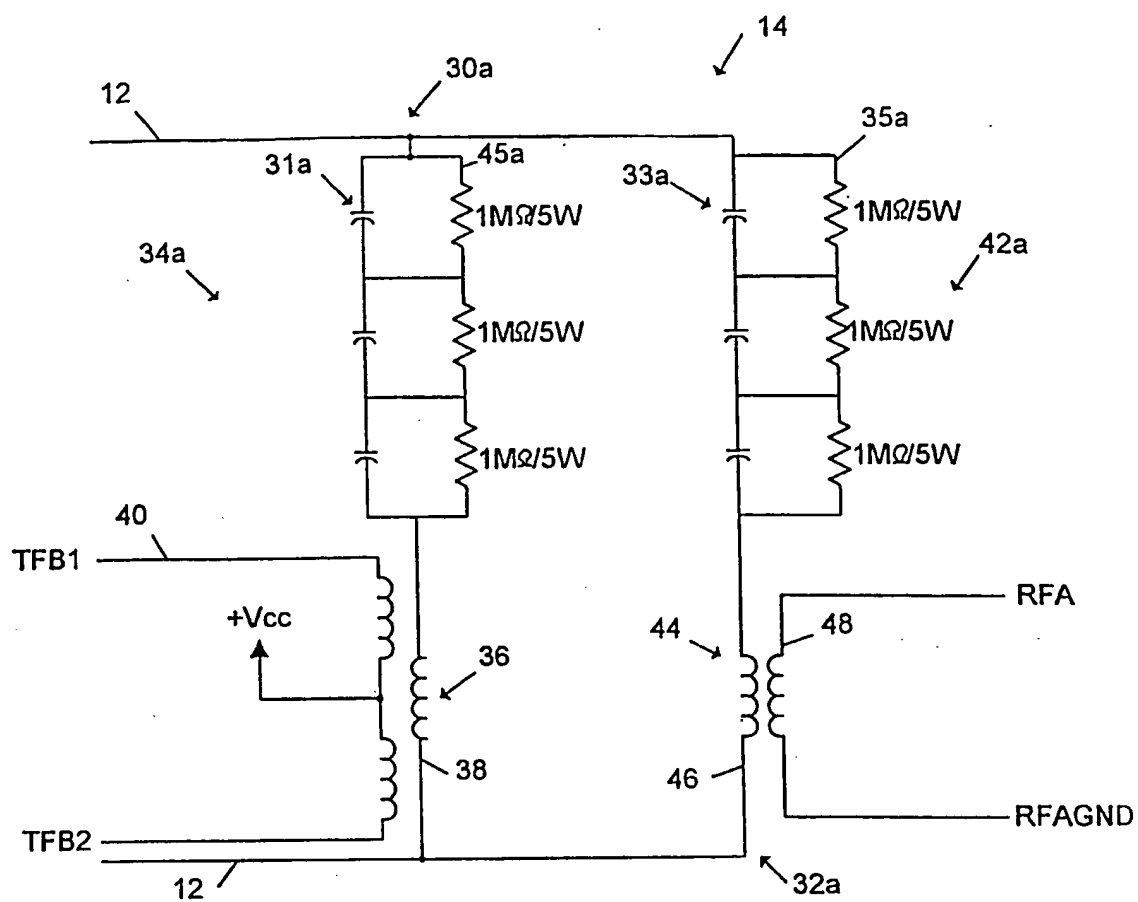 14
30a
12
35a
45a
31a
33a
1MΩ/5W
1MΩ/5W
34a
42a
1MΩ/5W
1MΩ/5W
1MΩ/5W
1MΩ/5W
40
TFB1
RFA
+Vcc
44
48
36
38
46
RFAGND
TFB2
12
32a